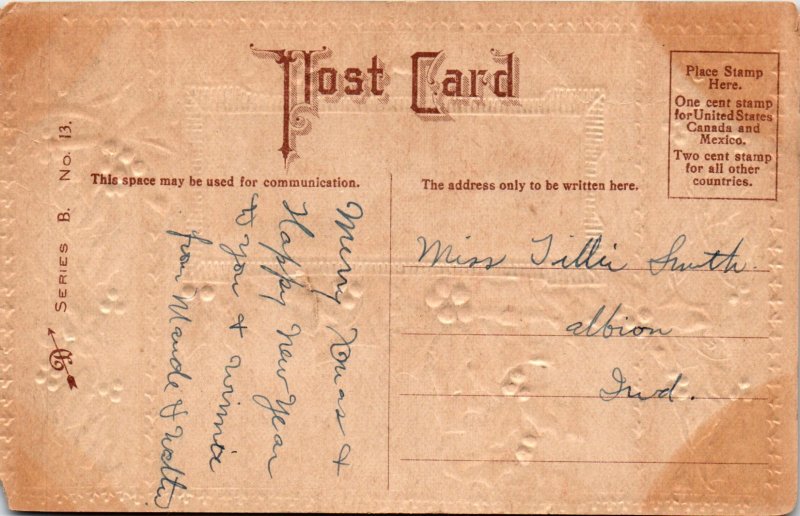 Post Card
Place Stamp
Here.
One cent stamp
for United States
Canada and
Mexico.
Two cent stamp
for all other
countries.
This space may be used for communication.
The address only to be written here.
SERIES B. NO. 13.
Merry Xmas &
Happy New Year
to you & Winnie
from Maude & Walter
Miss Tillie Smith
Albion
Ind.